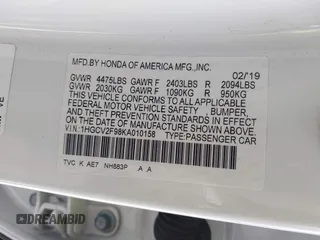 MFD. BY HONDA OF AMERICA MFG.,INC. 02/19
GVWR 4475LBS GAWR F 2403LBS R 2094LBS
GVWR 2030KG GAWR F 1090KG R 950KG
THIS VEHICLE CONFORMS TO ALL APPLICABLE
FEDERAL MOTOR VEHICLE SAFETY, BUMPER,
AND THEFT PREVENTION STANDARDS IN EFFECT
ON THE DATE OF MANUFACTURE SHOWN ABOVE.
V.I.N: 1HGCV2F98KA010158 TYPE:PASSENGER CAR
TVC K AE7 NH883P A A
DREAMBID